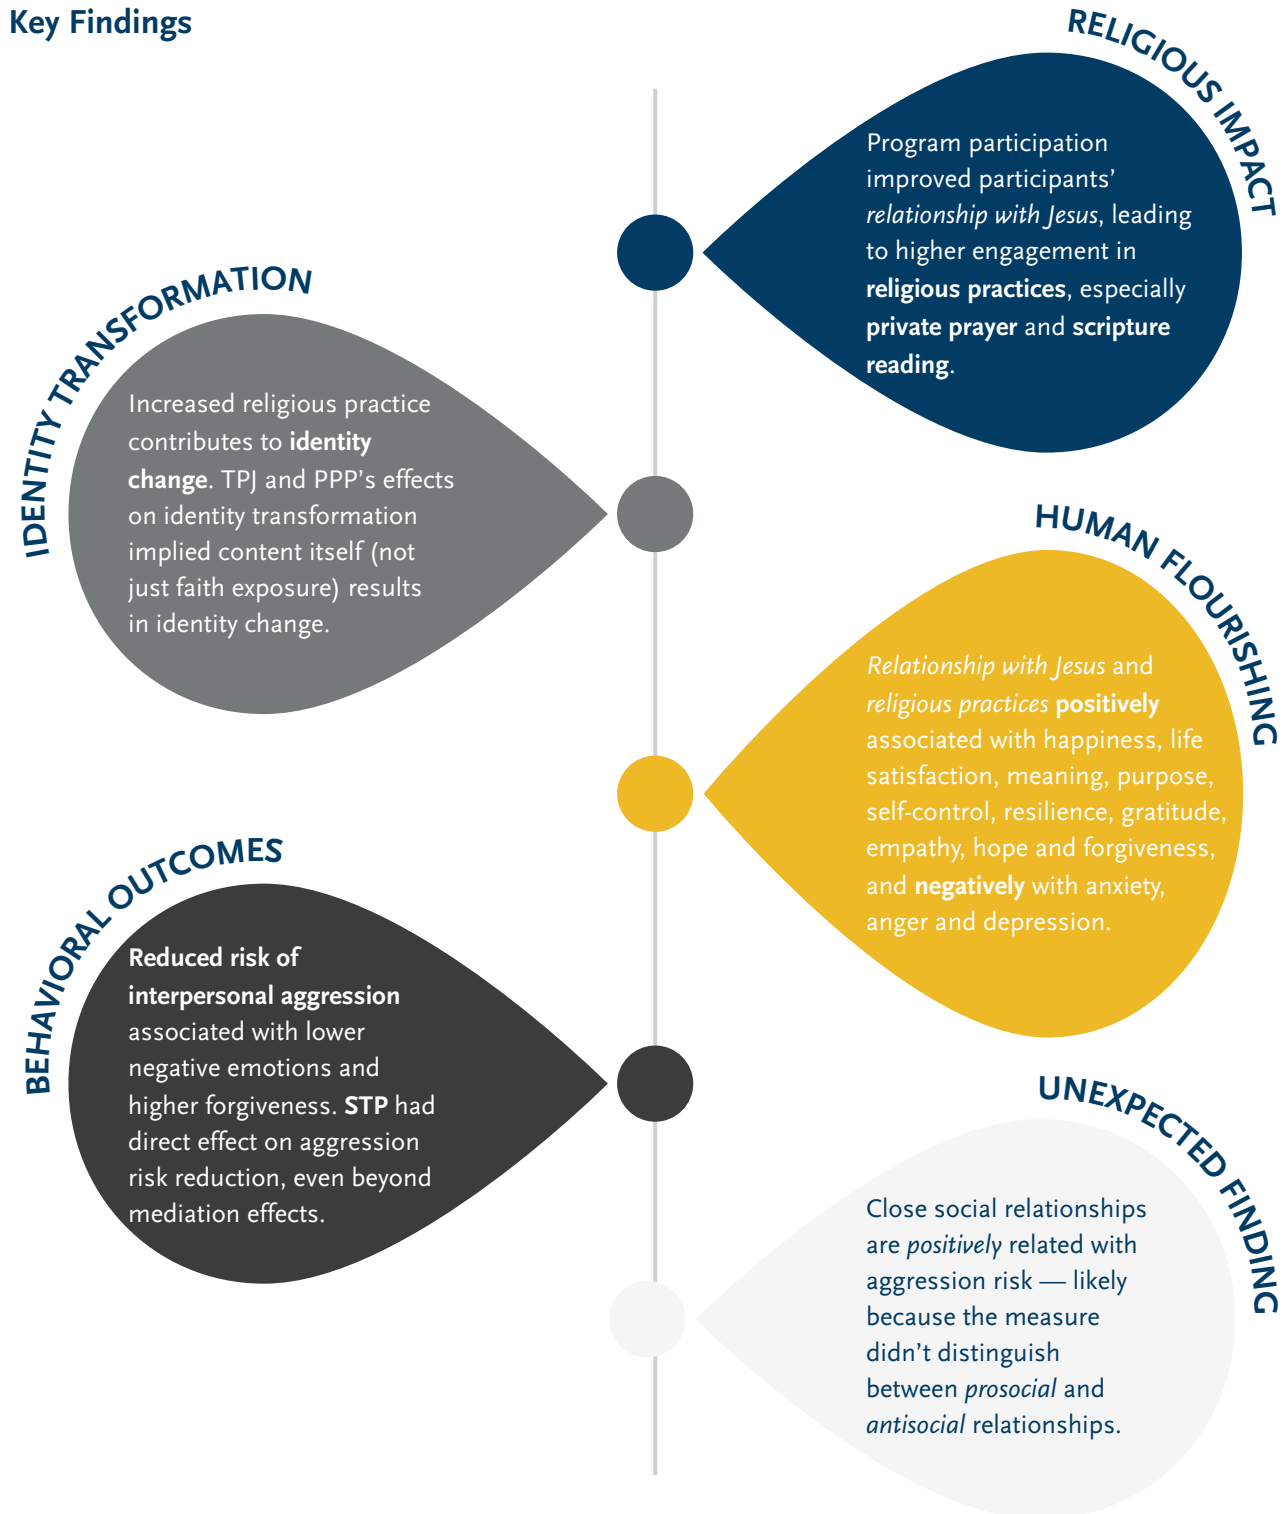 Key Findings
RELIGIOUS IMPACT
Program participation
improved participants’
relationship with Jesus, leading
to higher engagement in
religious practices, especially
private prayer and scripture
reading.
IDENTITY TRANSFORMATION
Increased religious practice
contributes to identity
change. TPJ and PPP’s effects
on identity transformation
implied content itself (not
just faith exposure) results
in identity change.
HUMAN FLOURISHING
Relationship with Jesus and
religious practices positively
associated with happiness, life
satisfaction, meaning, purpose,
self-control, resilience, gratitude,
empathy, hope and forgiveness,
and negatively with anxiety,
anger and depression.
BEHAVIORAL OUTCOMES
Reduced risk of
interpersonal aggression
associated with lower
negative emotions and
higher forgiveness. STP had
direct effect on aggression
risk reduction, even beyond
mediation effects.
UNEXPECTED FINDING
Close social relationships
are positively related with
aggression risk — likely
because the measure
didn’t distinguish
between prosocial and
antisocial relationships.